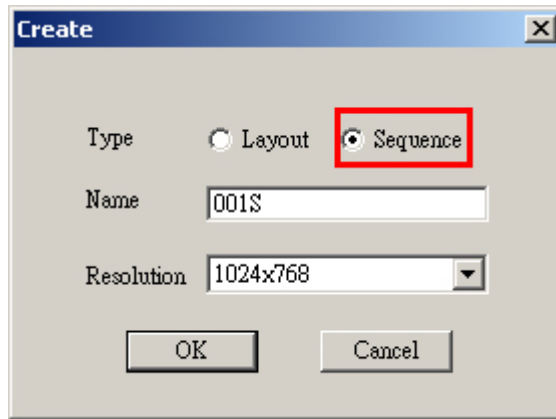 Create
Type Layout Sequence
Name 001S
Resolution 1024x768
OK Cancel